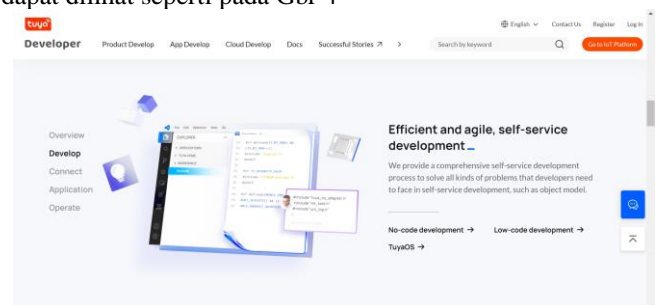 dapat dilihat seperti pada Gbr 4
tuya
English Contact Us Register Log In
Developer Product Develop App Develop Cloud Develop Docs Successful Stories Search by keyword Go to IoT Platform
Overview
Develop
Connect
Application
Operate
Efficient and agile, self-service
development
We provide a comprehensive self-service development
process to solve all kinds of problems that developers need
to face in self-service development, such as object model.
No-code development → Low-code development →
TuyaOS →